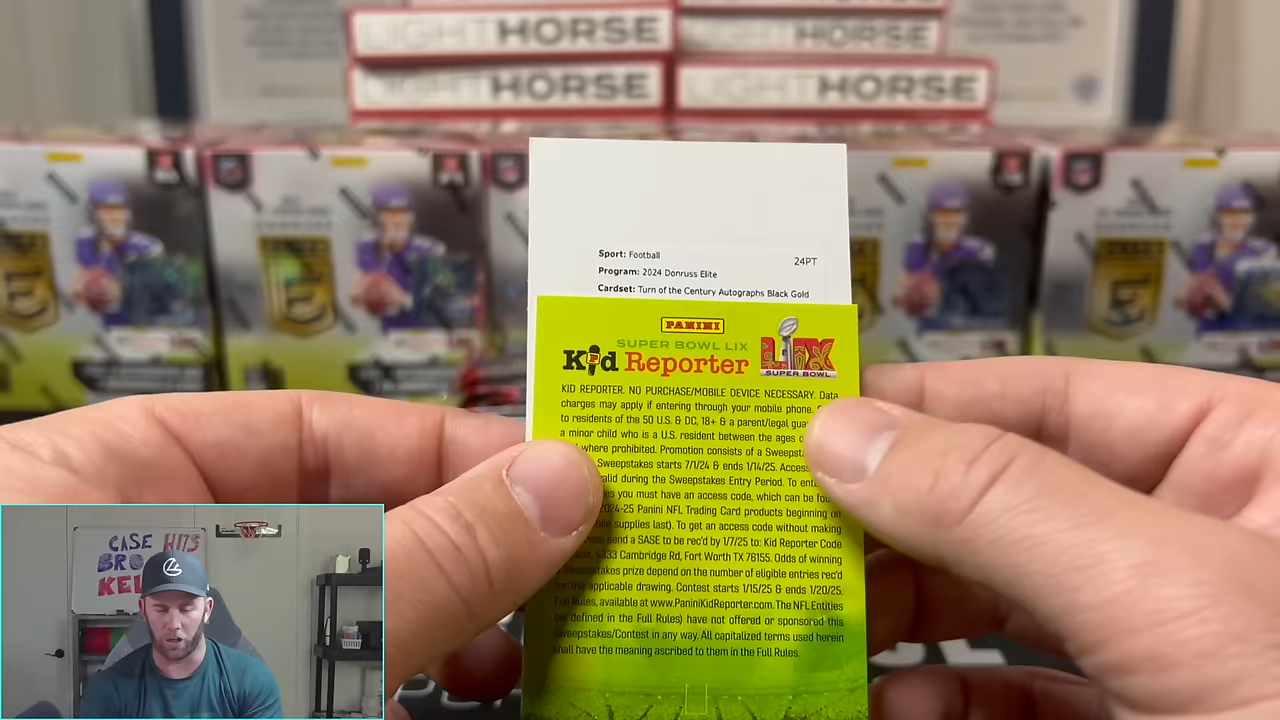 LIGHTHORSE
LIGHTHORSE
LIGHTHORSE
LIGHTHORSE
Sport: Football
24PT
Program: 2024 Donruss Elite
Cardset: Turn of the Century Autographs Black Gold
PANINI
SUPER BOWL LIX
Kid Reporter
LIX
SUPER BOWL
KID REPORTER. NO PURCHASE/MOBILE DEVICE NECESSARY. Data
charges may apply if entering through your mobile phone.
to residents of the 50 U.S. & DC, 18+ & a parent/legal
a minor child who is a U.S. resident between the ages
where prohibited. Promotion consists of a
Sweepstakes starts 7/1/24 & ends 1/14/25. Access
valid during the Sweepstakes Entry Period. To
you must have an access code, which can be
2024-25 Panini NFL Trading Card products beginning on
supplies last). To get an access code without making
send a SASE to be rec'd by 1/7/25 to: Kid Reporter Code
4333 Cambridge Rd, Fort Worth TX 76155. Odds of winning
Sweepstakes prize depend on the number of eligible entries rec'd
for the applicable drawing. Contest starts 1/15/25 & ends 1/20/25.
Full Rules, available at www.PaniniKidReporter.com. The NFL Entities
defined in the Full Rules) have not offered or sponsored this
Sweepstakes/Contest in any way. All capitalized terms used herein
shall have the meaning ascribed to them in the Full Rules.
CASE HITS
BRO
KEL